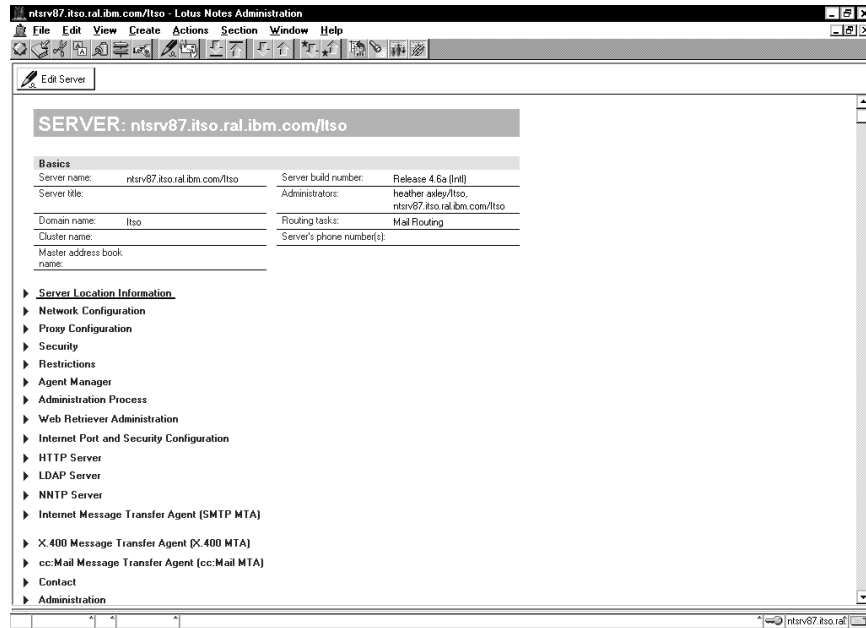 ntsrv87.itso.ral.ibm.com/Itso - Lotus Notes Administration
File Edit View Create Actions Section Window Help
Edit Server
SERVER: ntsrv87.itso.ral.ibm.com/Itso
Basics
Server name: ntsrv87.itso.ral.ibm.com/Itso Server build number: Release 4.6a (Intl)
Server title: Administrators: heather axley/Itso,
ntsrv87.itso.ral.ibm.com/Itso
Domain name: Itso Routing tasks: Mail Routing
Cluster name: Server's phone number(s):
Master address book
name:
Server Location Information
Network Configuration
Proxy Configuration
Security
Restrictions
Agent Manager
Administration Process
Web Retriever Administration
Internet Port and Security Configuration
HTTP Server
LDAP Server
NNTP Server
Internet Message Transfer Agent (SMTP MTA)
X.400 Message Transfer Agent (X.400 MTA)
cc:Mail Message Transfer Agent (cc:Mail MTA)
Contact
Administration
ntsrv87.itso.ral